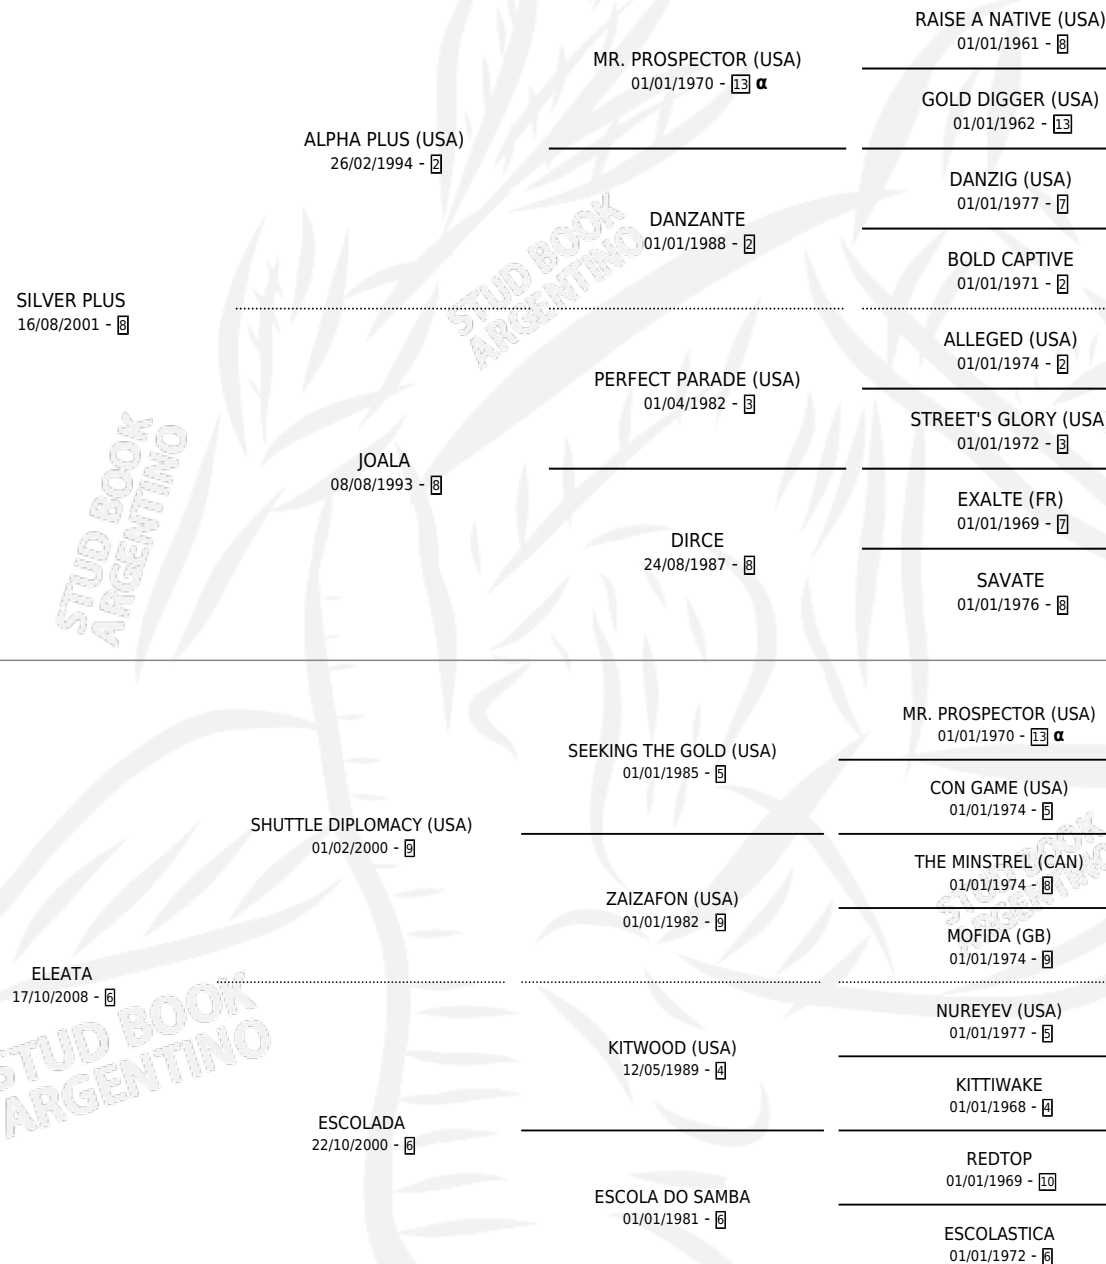 RAISE A NATIVE (USA)
01/01/1961 - 8
MR. PROSPECTOR (USA)
01/01/1970 - 13 α
GOLD DIGGER (USA)
01/01/1962 - 13
ALPHA PLUS (USA)
26/02/1994 - 2
DANZIG (USA)
01/01/1977 - 7
DANZANTE
01/01/1988 - 2
BOLD CAPTIVE
01/01/1971 - 2
SILVER PLUS
16/08/2001 - 8
ALLEGED (USA)
01/01/1974 - 2
PERFECT PARADE (USA)
01/04/1982 - 3
STREET'S GLORY (USA
01/01/1972 - 3
JOALA
08/08/1993 - 8
EXALTE (FR)
01/01/1969 - 7
DIRCE
24/08/1987 - 8
SAVATE
01/01/1976 - 8
MR. PROSPECTOR (USA)
01/01/1970 - 13 α
SEEKING THE GOLD (USA)
01/01/1985 - 5
CON GAME (USA)
01/01/1974 - 5
SHUTTLE DIPLOMACY (USA)
01/02/2000 - 9
THE MINSTREL (CAN)
01/01/1974 - 8
ZAIZAFON (USA)
01/01/1982 - 9
MOFIDA (GB)
01/01/1974 - 9
ELEATA
17/10/2008 - 6
NUREYEV (USA)
01/01/1977 - 5
KITWOOD (USA)
12/05/1989 - 4
KITTIWAKE
01/01/1968 - 4
ESCOLADA
22/10/2000 - 6
REDTOP
01/01/1969 - 10
ESCOLA DO SAMBA
01/01/1981 - 6
ESCOLASTICA
01/01/1972 - 6
STUD BOOK
ARGENTINO
STUD BOOK
ARGENTINO
STUD BOOK
ARGENTINO
STUD BOOK
ARGENTINO